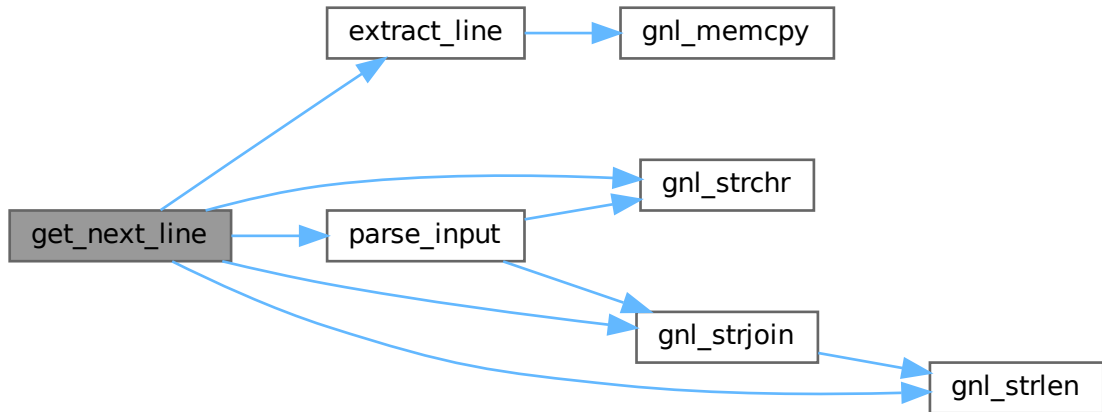 extract_line
gnl_memcpy
gnl_strchr
get_next_line
parse_input
gnl_strjoin
gnl_strlen